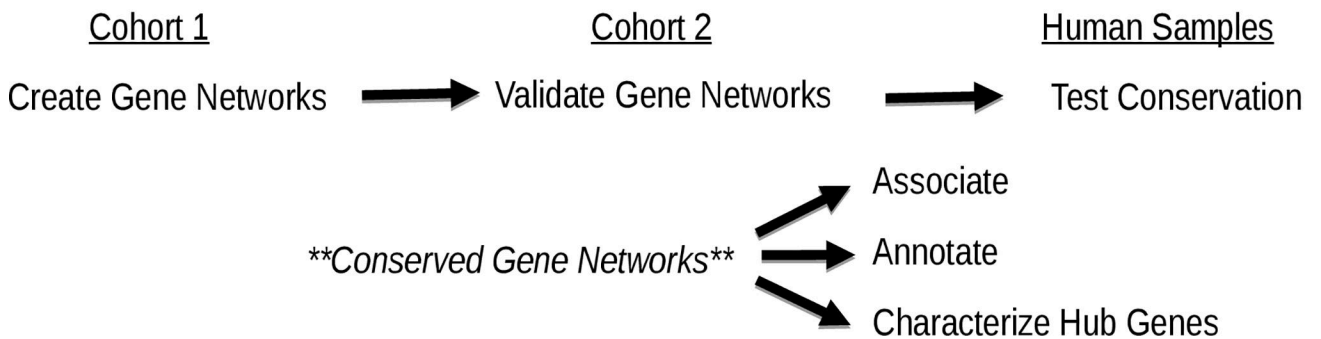 Cohort 1
Cohort 2
Human Samples
Create Gene Networks
Validate Gene Networks
Test Conservation
Associate
**Conserved Gene Networks**
Annotate
Characterize Hub Genes